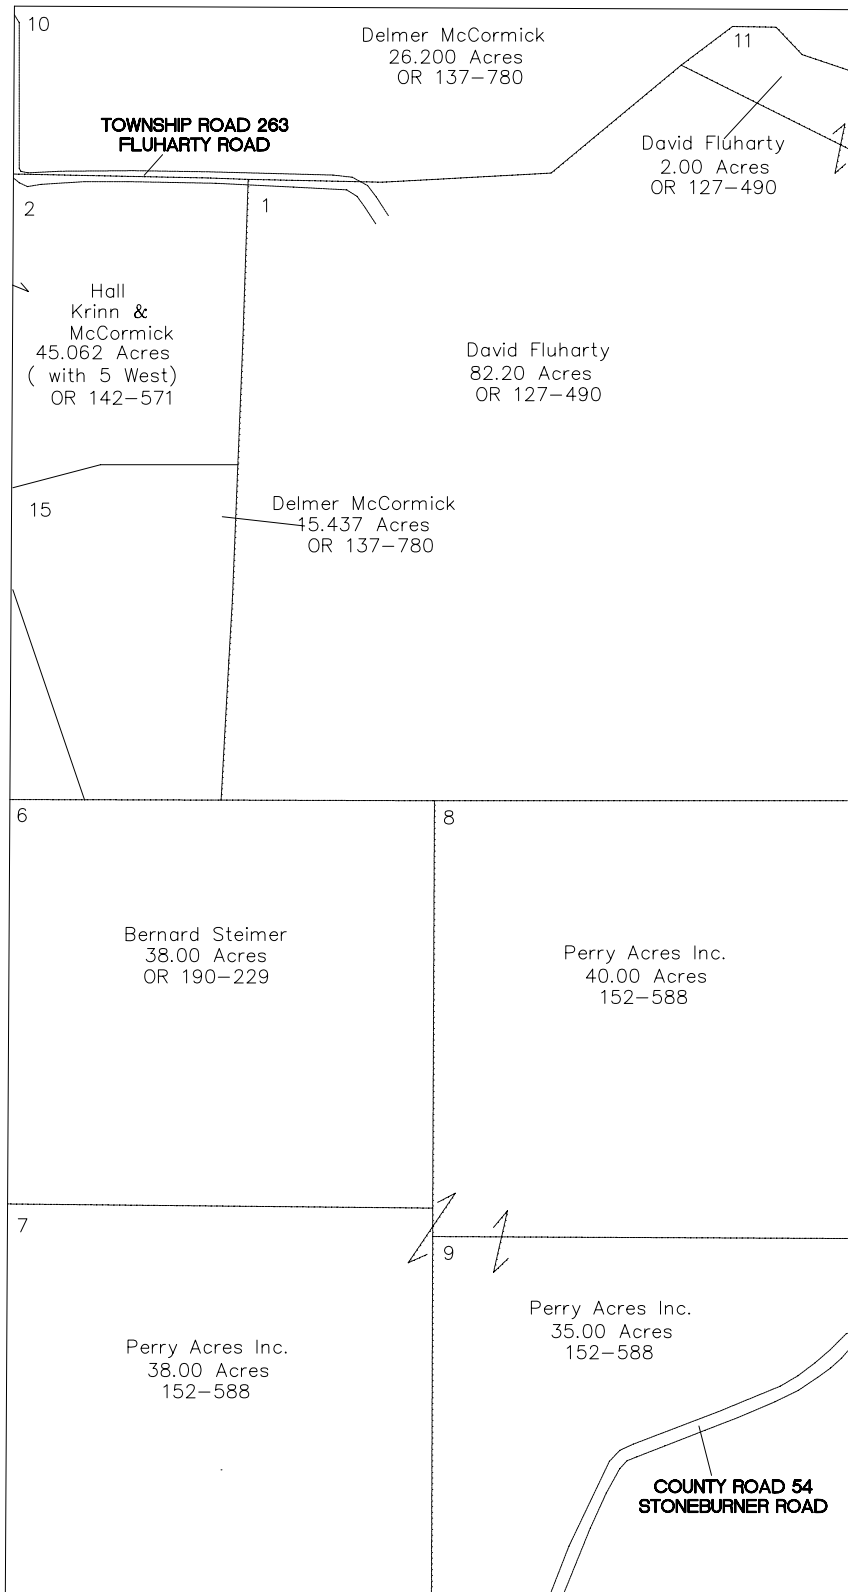 10
Delmer McCormick
26.200 Acres
OR 137-780
11
TOWNSHIP ROAD 263
FLUHARTY ROAD
David Fluharty
2.00 Acres
OR 127-490
2
1
Hall
Krinn &
McCormick
45.062 Acres
( with 5 West)
OR 142-571
David Fluharty
82.20 Acres
OR 127-490
15
Delmer McCormick
15.437 Acres
OR 137-780
6
8
Bernard Steimer
38.00 Acres
OR 190-229
Perry Acres Inc.
40.00 Acres
152-588
7
9
Perry Acres Inc.
38.00 Acres
152-588
Perry Acres Inc.
35.00 Acres
152-588
COUNTY ROAD 54
STONEBURNER ROAD